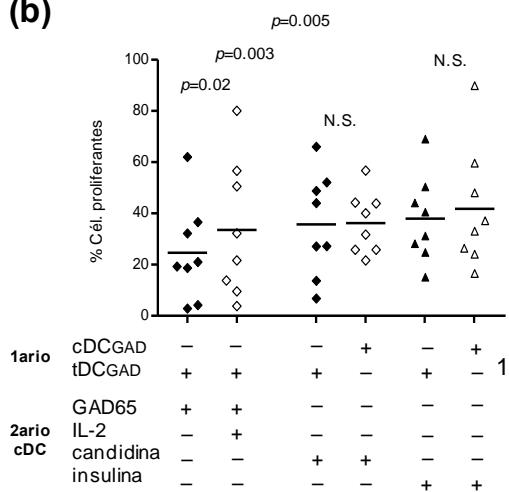 (b)
p=0.005
p=0.003
p=0.02
N.S.
N.S.
100
80
60
40
20
0
% Cél. proliferantes
1ario
cDCGAD – – – + – +
tDCGAD + + + – + –
1
2ario
cDC
GAD65 + + – – – –
IL-2 – + – – – –
candidina – – + + – –
insulina – – – – + +